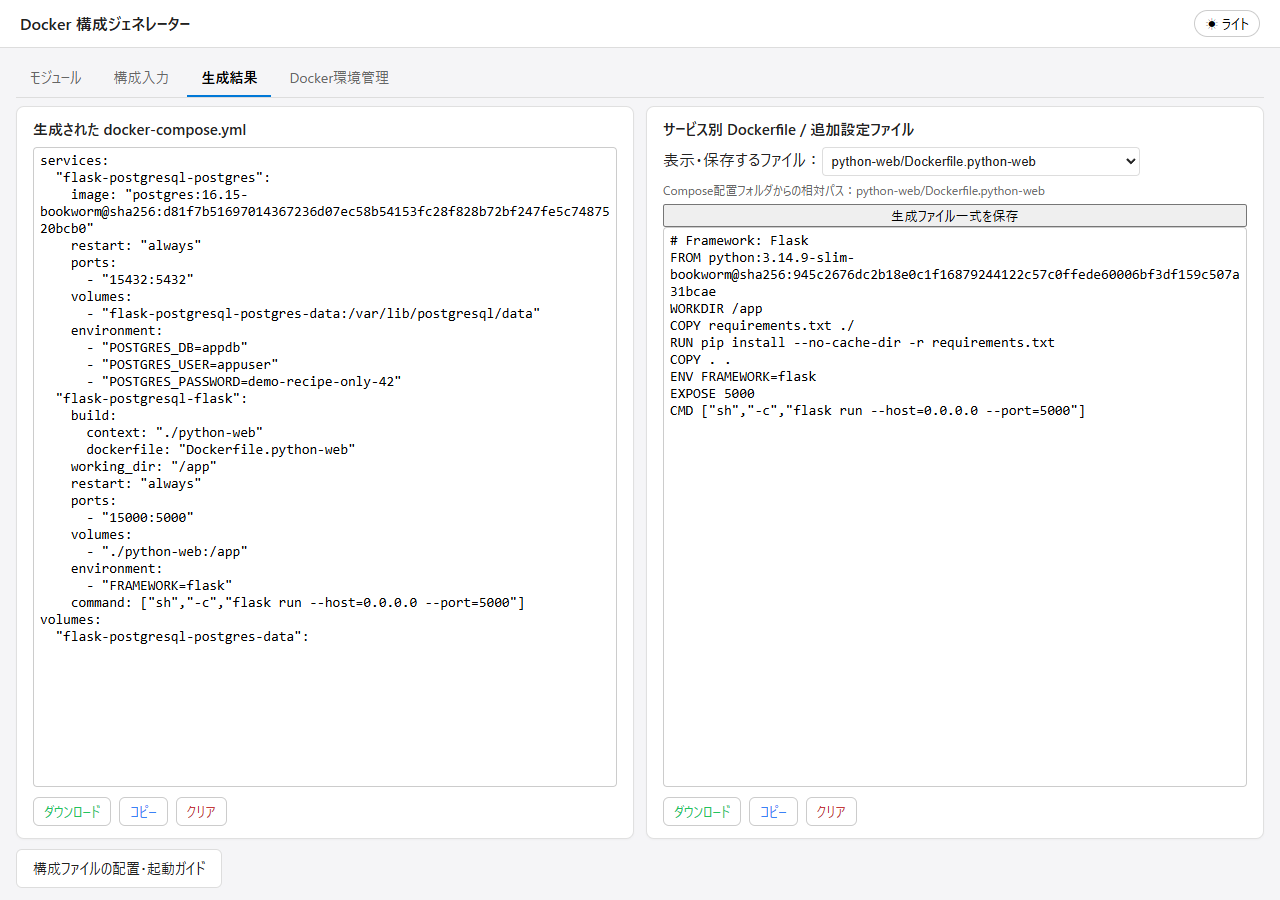 Docker 構成ジェネレーター
ライト
モジュール
構成入力
生成結果
Docker環境管理
生成された docker-compose.yml
services:
  "flask-postgresql-postgres":
    image: "postgres:16.15-
bookworm@sha256:d81f7b51697014367236d07ec58b54153fc28f828b72bf247fe5c74875
20bcb0"
    restart: "always"
    ports:
      - "15432:5432"
    volumes:
      - "flask-postgresql-postgres-data:/var/lib/postgresql/data"
    environment:
      - "POSTGRES_DB=appdb"
      - "POSTGRES_USER=appuser"
      - "POSTGRES_PASSWORD=demo-recipe-only-42"
  "flask-postgresql-flask":
    build:
      context: "./python-web"
      dockerfile: "Dockerfile.python-web"
    working_dir: "/app"
    restart: "always"
    ports:
      - "15000:5000"
    volumes:
      - "./python-web:/app"
    environment:
      - "FRAMEWORK=flask"
    command: ["sh","-c","flask run --host=0.0.0.0 --port=5000"]
volumes:
  "flask-postgresql-postgres-data":
ダウンロード
コピー
クリア
サービス別 Dockerfile / 追加設定ファイル
表示・保存するファイル：
python-web/Dockerfile.python-web
Compose配置フォルダからの相対パス：python-web/Dockerfile.python-web
生成ファイル一式を保存
# Framework: Flask
FROM python:3.14.9-slim-
bookworm@sha256:945c2676dc2b18e0c1f16879244122c57c0ffede60006bf3df159c507a
31bcae
WORKDIR /app
COPY requirements.txt ./
RUN pip install --no-cache-dir -r requirements.txt
COPY . .
ENV FRAMEWORK=flask
EXPOSE 5000
CMD ["sh","-c","flask run --host=0.0.0.0 --port=5000"]
ダウンロード
コピー
クリア
構成ファイルの配置・起動ガイド